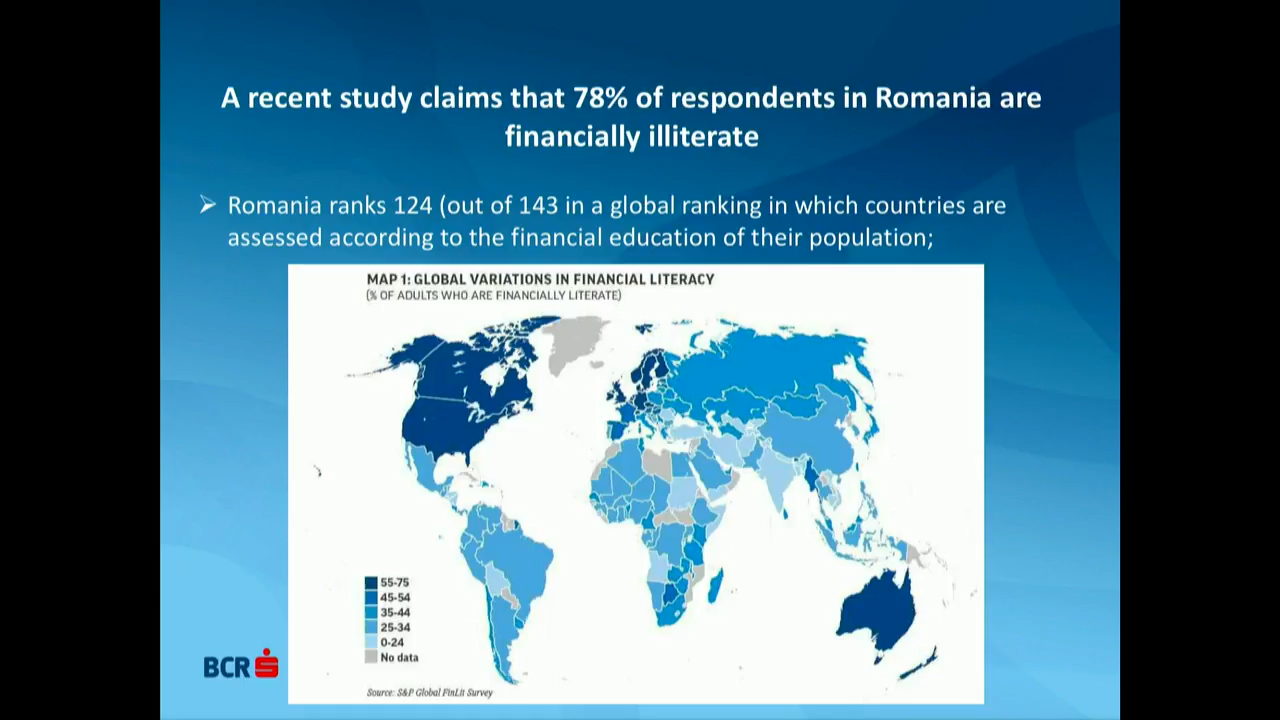 A recent study claims that 78% of respondents in Romania are
financially illiterate
Romania ranks 124 (out of 143 in a global ranking in which countries are
assessed according to the financial education of their population;
MAP 1: GLOBAL VARIATIONS IN FINANCIAL LITERACY
(% OF ADULTS WHO ARE FINANCIALLY LITERATE)
55-75
45-54
35-44
25-34
0-24
No data
BCR
Source: S&P Global FinLit Survey